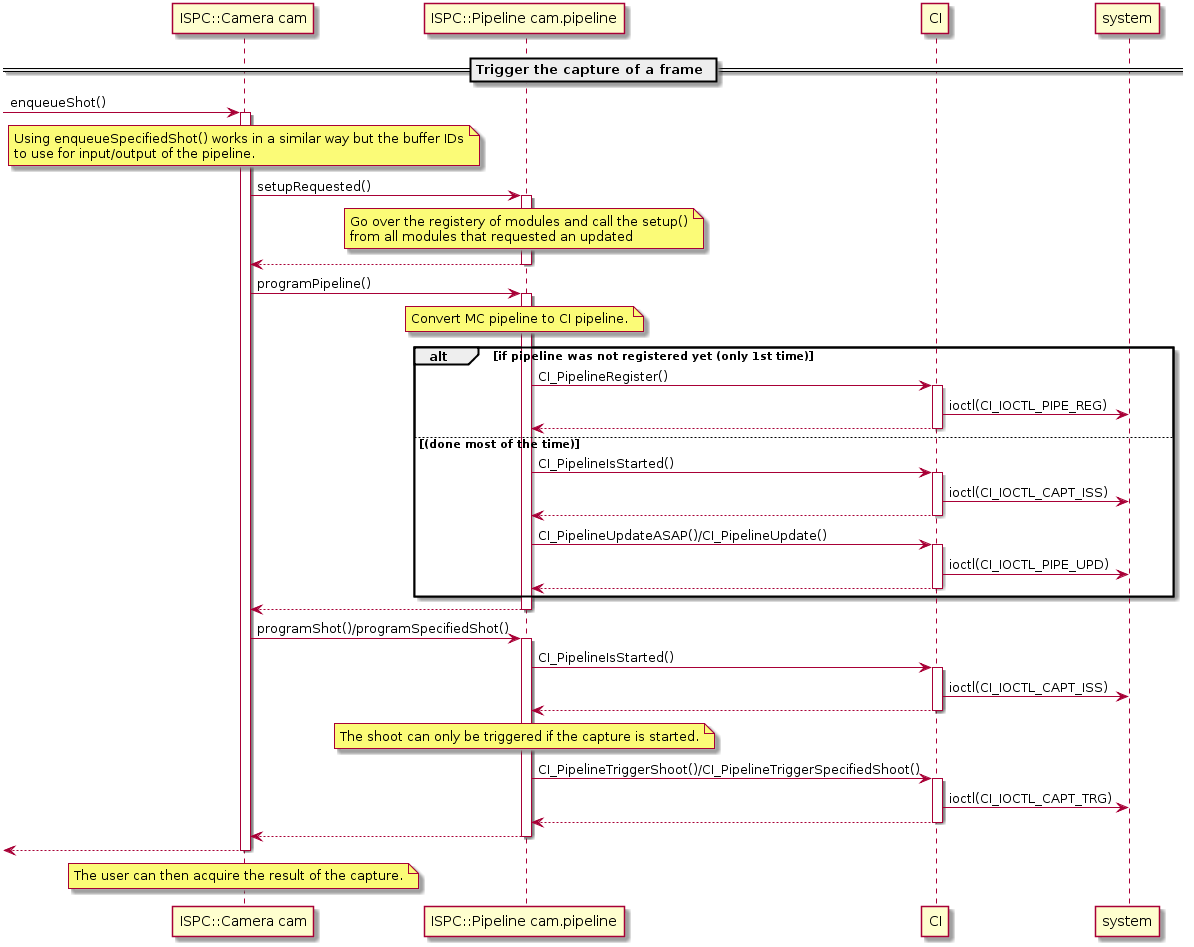 ISPC::Camera cam
ISPC::Pipeline cam.pipeline
CI
system
Trigger the capture of a frame
enqueueShot()
Using enqueueSpecifiedShot() works in a similar way but the buffer IDs
to use for input/output of the pipeline.
setupRequested()
Go over the registery of modules and call the setup()
from all modules that requested an updated
programPipeline()
Convert MC pipeline to CI pipeline.
alt
[if pipeline was not registered yet (only 1st time)]
CI_PipelineRegister()
ioctl(CI_IOCTL_PIPE_REG)
[(done most of the time)]
CI_PipelineIsStarted()
ioctl(CI_IOCTL_CAPT_ISS)
CI_PipelineUpdateASAP()/CI_PipelineUpdate()
ioctl(CI_IOCTL_PIPE_UPD)
programShot()/programSpecifiedShot()
CI_PipelineIsStarted()
ioctl(CI_IOCTL_CAPT_ISS)
The shoot can only be triggered if the capture is started.
CI_PipelineTriggerShoot()/CI_PipelineTriggerSpecifiedShoot()
ioctl(CI_IOCTL_CAPT_TRG)
The user can then acquire the result of the capture.
ISPC::Camera cam
ISPC::Pipeline cam.pipeline
CI
system